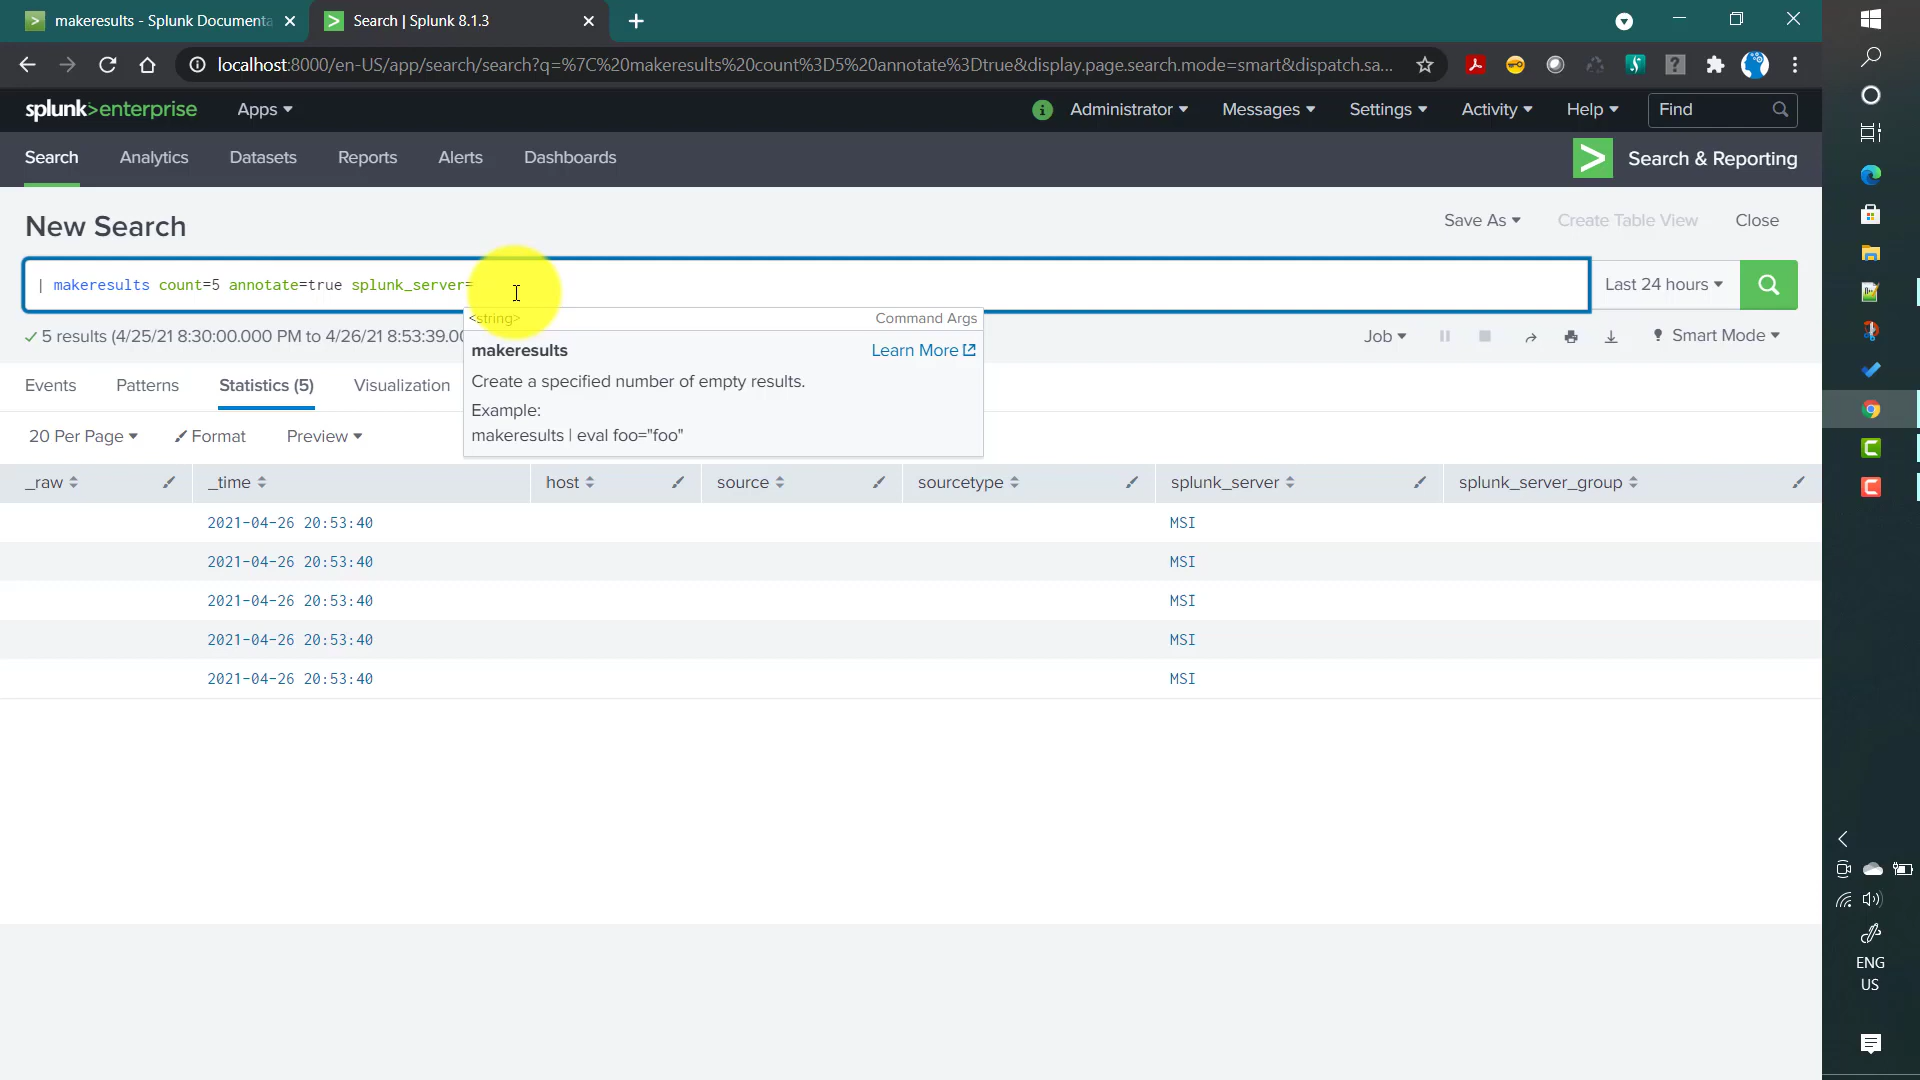 makeresults - Splunk Documenta
Search | Splunk 8.1.3
localhost:8000/en-US/app/search/search?q=%7C%20makeresults%20count%3D5%20annotate%3Dtrue&display.page.search.mode=smart&dispatch.sa...
splunk>enterprise
Apps
i
Administrator
Messages
Settings
Activity
Help
Find
Search
Analytics
Datasets
Reports
Alerts
Dashboards
Search & Reporting
New Search
Save As
Create Table View
Close
| makeresults count=5 annotate=true splunk_server=
Last 24 hours
<string>
Command Args
5 results (4/25/21 8:30:00.000 PM to 4/26/21 8:53:39.00
Job
Smart Mode
makeresults
Learn More
Create a specified number of empty results.
Example:
makeresults | eval foo="foo"
Events
Patterns
Statistics (5)
Visualization
20 Per Page
Format
Preview
_raw
_time
host
source
sourcetype
splunk_server
splunk_server_group
2021-04-26 20:53:40 MSI
2021-04-26 20:53:40 MSI
2021-04-26 20:53:40 MSI
2021-04-26 20:53:40 MSI
2021-04-26 20:53:40 MSI
ENG
US